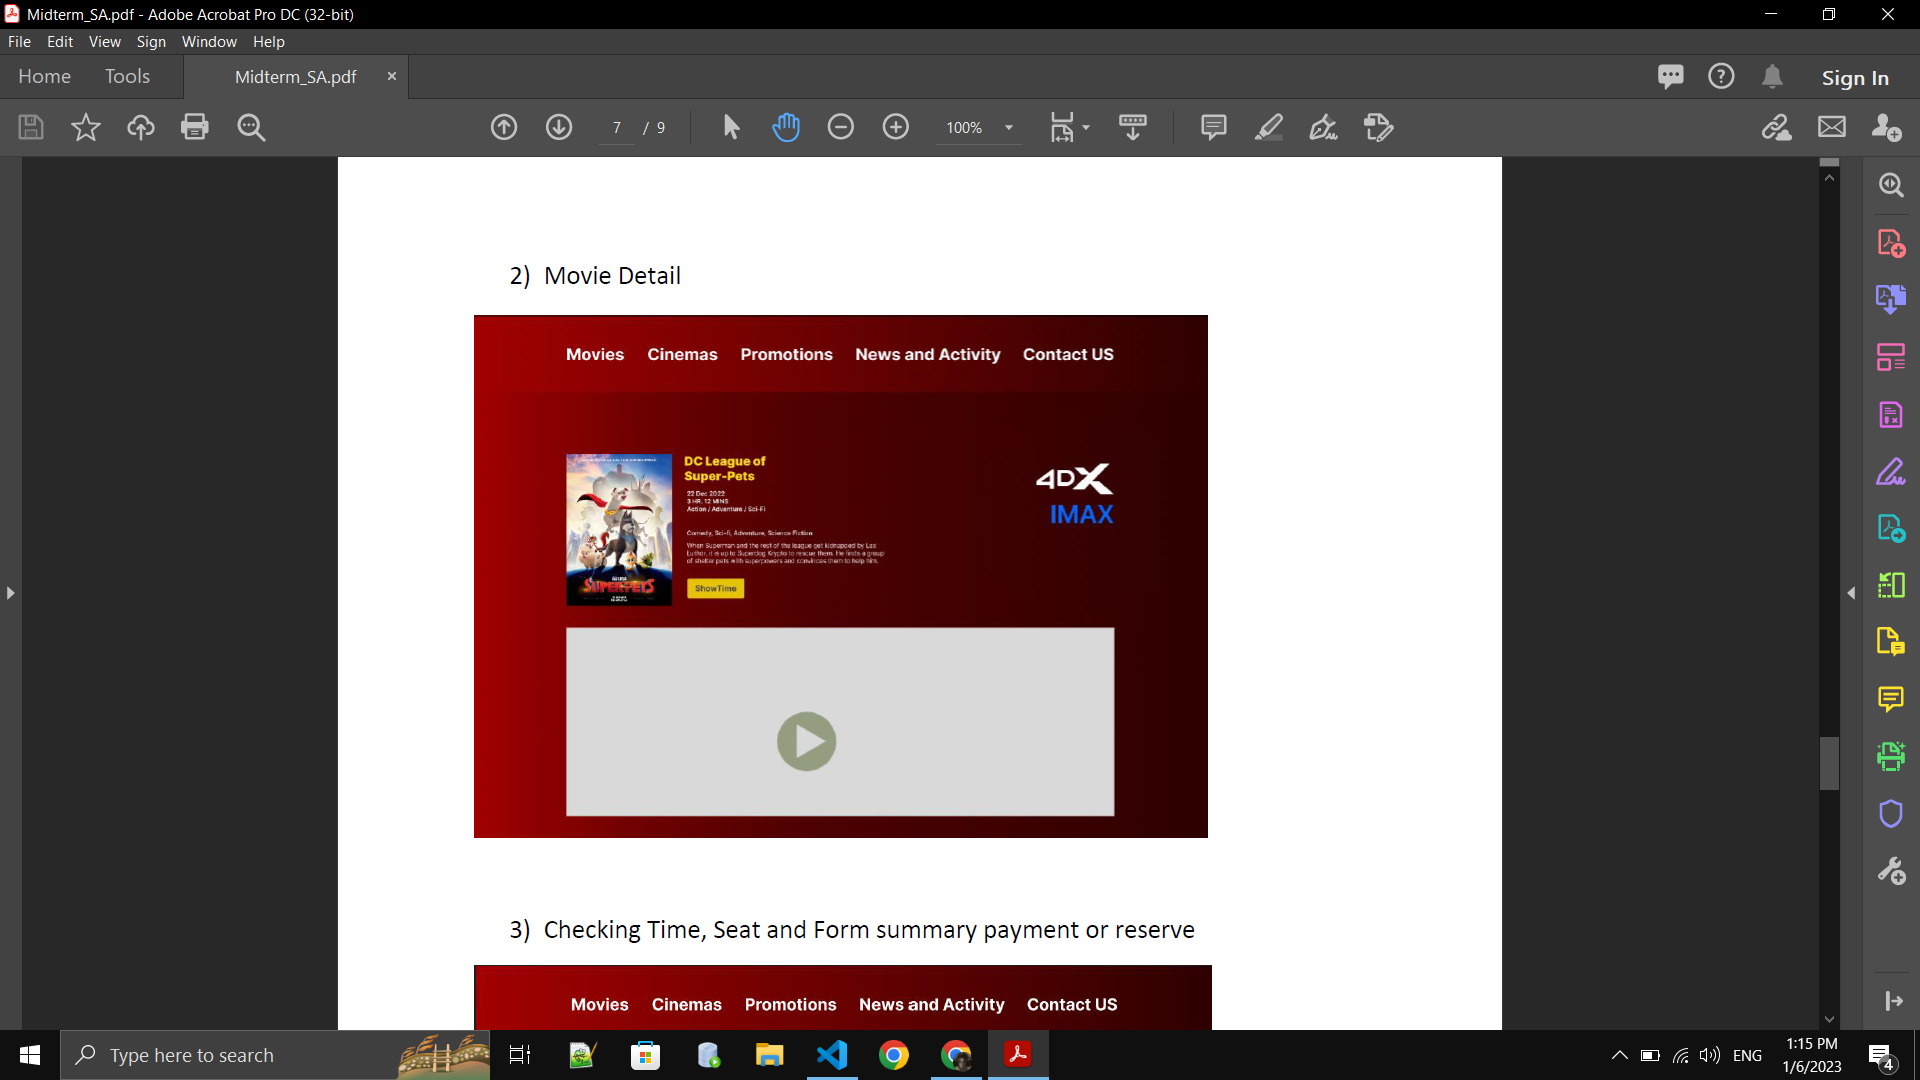 Midterm_SA.pdf - Adobe Acrobat Pro DC (32-bit)
File Edit View Sign Window Help
Home Tools Midterm_SA.pdf Sign In
7 / 9 100%
2) Movie Detail
Movies Cinemas Promotions News and Activity Contact US
DC League of
Super-Pets
22 Dec 2022
3 HR. 12 MINS
Action / Adventure / Sci-Fi
Comedy, Sci-fi, Adventure, Science Fiction
When Superman and the rest of the league get kidnapped by Lex
Luthor, it is up to Superdog Krypto to rescue them. He finds a group
of shelter pets with superpowers and convinces them to help him.
ShowTime
4DX
IMAX
SUPER-PETS
3) Checking Time, Seat and Form summary payment or reserve
Movies Cinemas Promotions News and Activity Contact US
Type here to search
ENG
1:15 PM
1/6/2023
4